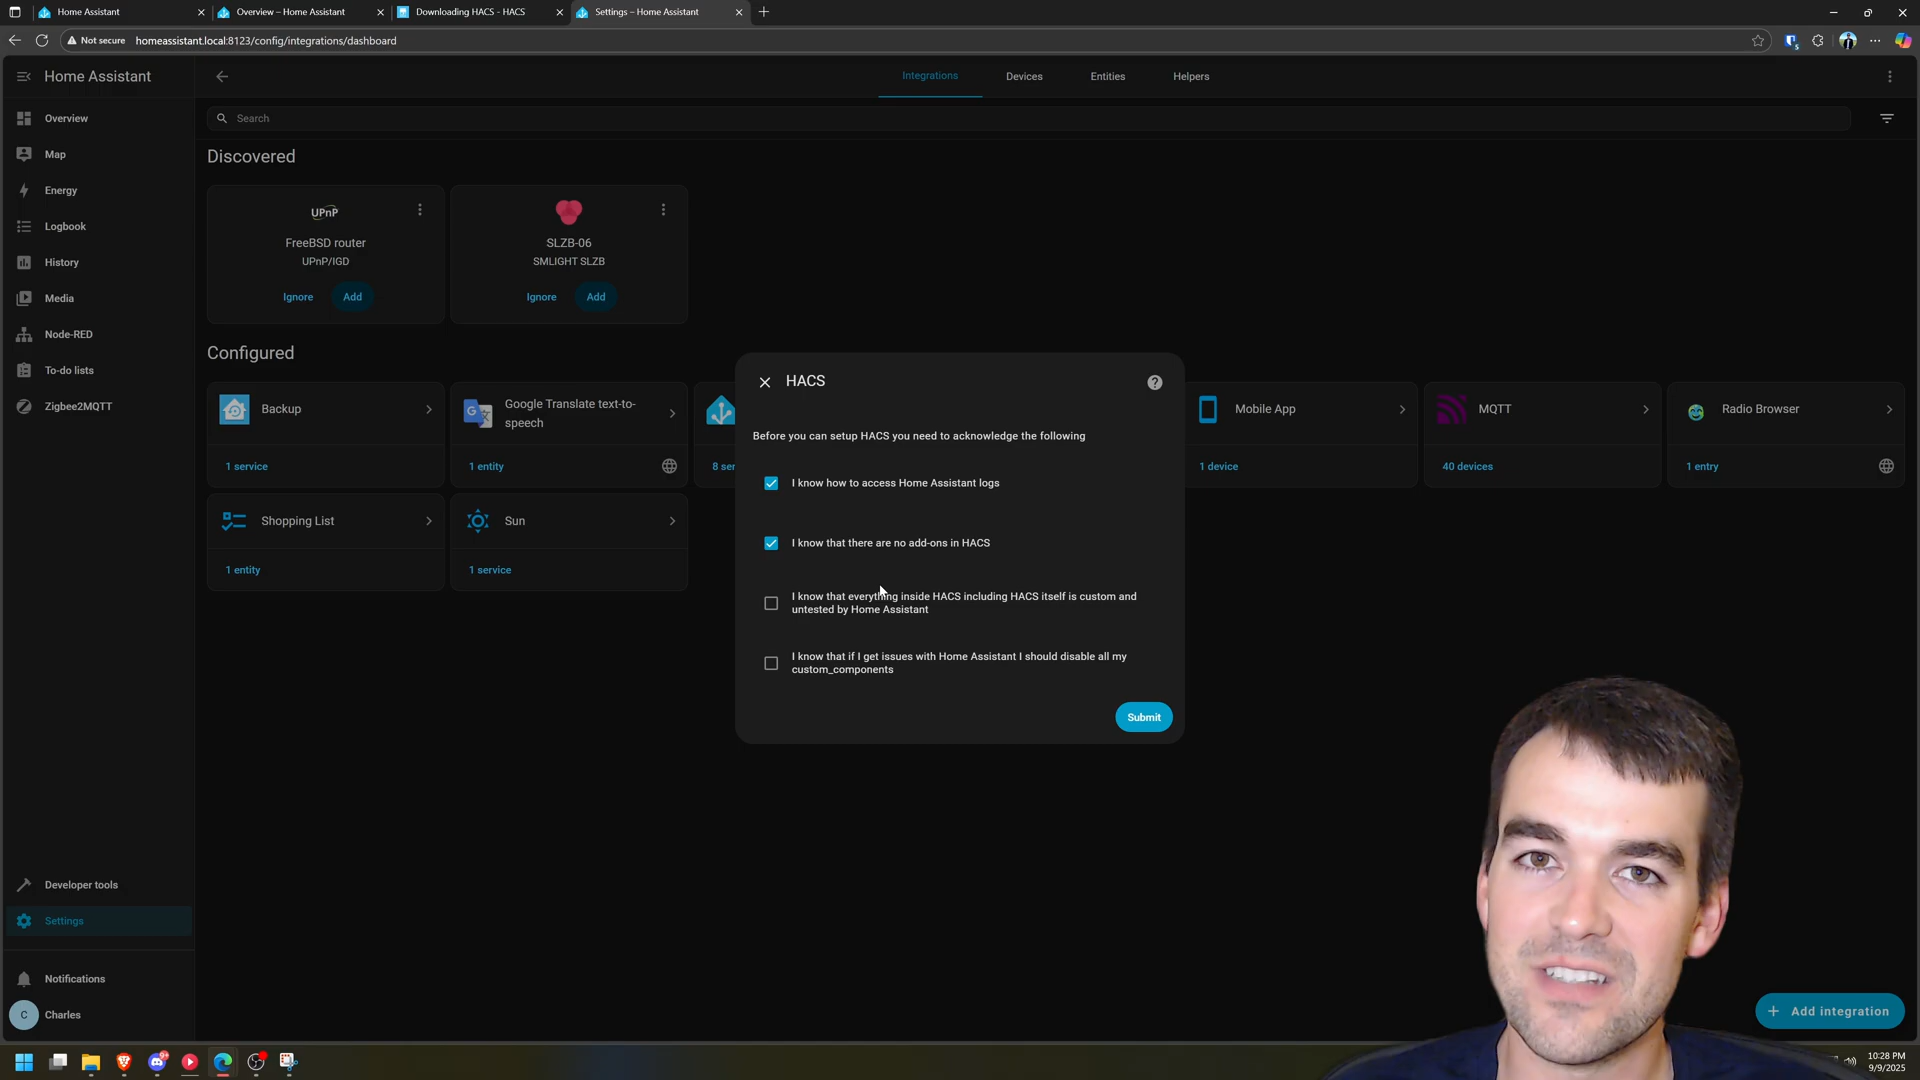 Home Assistant
Overview – Home Assistant
Downloading HACS - HACS
Settings – Home Assistant
Not secure
homeassistant.local:8123/config/integrations/dashboard
Home Assistant
Integrations
Devices
Entities
Helpers
Overview
Map
Energy
Logbook
History
Media
Node-RED
To-do lists
Zigbee2MQTT
Developer tools
Settings
Notifications
C
Charles
Search
Discovered
UPnP
FreeBSD router
UPnP/IGD
Ignore
Add
SLZB-06
SMLIGHT SLZB
Ignore
Add
Configured
Backup
1 service
Google Translate text-to-
speech
1 entity
8 ser
Mobile App
1 device
MQTT
40 devices
Radio Browser
1 entry
Shopping List
1 entity
Sun
1 service
HACS
Before you can setup HACS you need to acknowledge the following
I know how to access Home Assistant logs
I know that there are no add-ons in HACS
I know that everything inside HACS including HACS itself is custom and
untested by Home Assistant
I know that if I get issues with Home Assistant I should disable all my
custom_components
Submit
+ Add integration
10:28 PM
9/9/2025